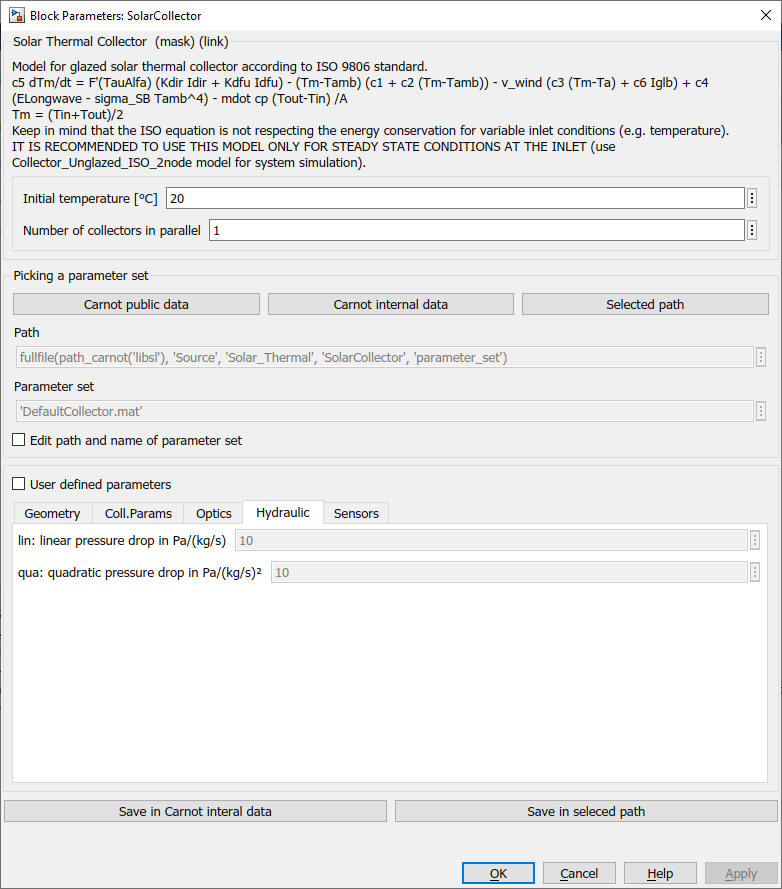 Block Parameters: SolarCollector
Solar Thermal Collector (mask) (link)
Model for glazed solar thermal collector according to ISO 9806 standard.
c5 dTm/dt = F'(TauAlfa) (Kdir Idir + Kdfu Idfu) - (Tm-Tamb) (c1 + c2 (Tm-Tamb)) - v_wind (c3 (Tm-Ta) + c6 Iglb) + c4
(ELongwave - sigma_SB Tamb^4) - mdot cp (Tout-Tin) /A
Tm = (Tin+Tout)/2
Keep in mind that the ISO equation is not respecting the energy conservation for variable inlet conditions (e.g. temperature).
IT IS RECOMMENDED TO USE THIS MODEL ONLY FOR STEADY STATE CONDITIONS AT THE INLET (use
Collector_Unglazed_ISO_2node model for system simulation).
Initial temperature [ºC] 20
Number of collectors in parallel 1
Picking a parameter set
Carnot public data Carnot internal data Selected path
Path
fullfile(path_carnot('libsl'), 'Source', 'Solar_Thermal', 'SolarCollector', 'parameter_set')
Parameter set
'DefaultCollector.mat'
Edit path and name of parameter set
User defined parameters
Geometry Coll.Params Optics Hydraulic Sensors
lin: linear pressure drop in Pa/(kg/s) 10
qua: quadratic pressure drop in Pa/(kg/s)² 10
Save in Carnot interal data Save in seleced path
OK Cancel Help Apply